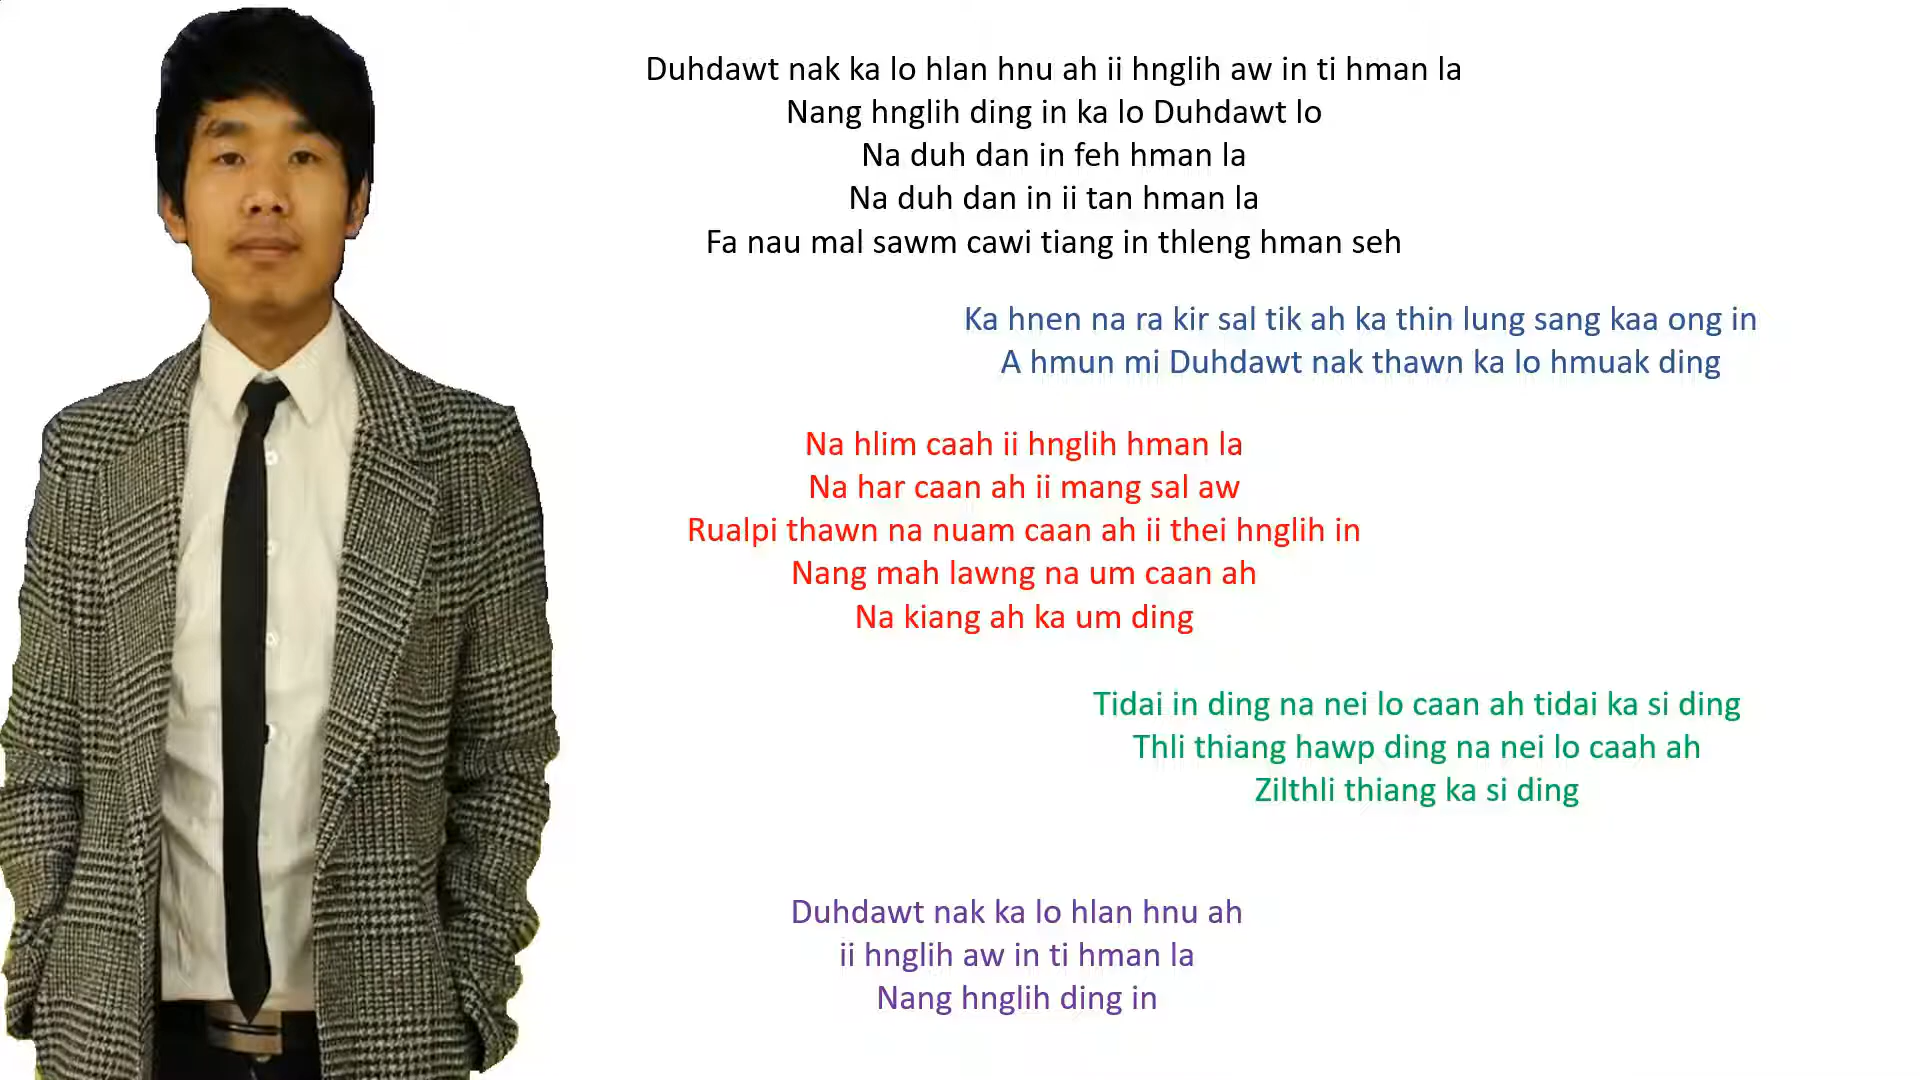 Duhdawt nak ka lo hlan hnu ah ii hnglih aw in ti hman la
Nang hnglih ding in ka lo Duhdawt lo
Na duh dan in feh hman la
Na duh dan in ii tan hman la
Fa nau mal sawm cawi tiang in thleng hman seh
Ka hnen na ra kir sal tik ah ka thin lung sang kaa ong in
A hmun mi Duhdawt nak thawn ka lo hmuak ding
Na hlim caah ii hnglih hman la
Na har caan ah ii mang sal aw
Rualpi thawn na nuam caan ah ii thei hnglih in
Nang mah lawng na um caan ah
Na kiang ah ka um ding
Tidai in ding na nei lo caan ah tidai ka si ding
Thli thiang hawp ding na nei lo caah ah
Zilthli thiang ka si ding
Duhdawt nak ka lo hlan hnu ah
ii hnglih aw in ti hman la
Nang hnglih ding in